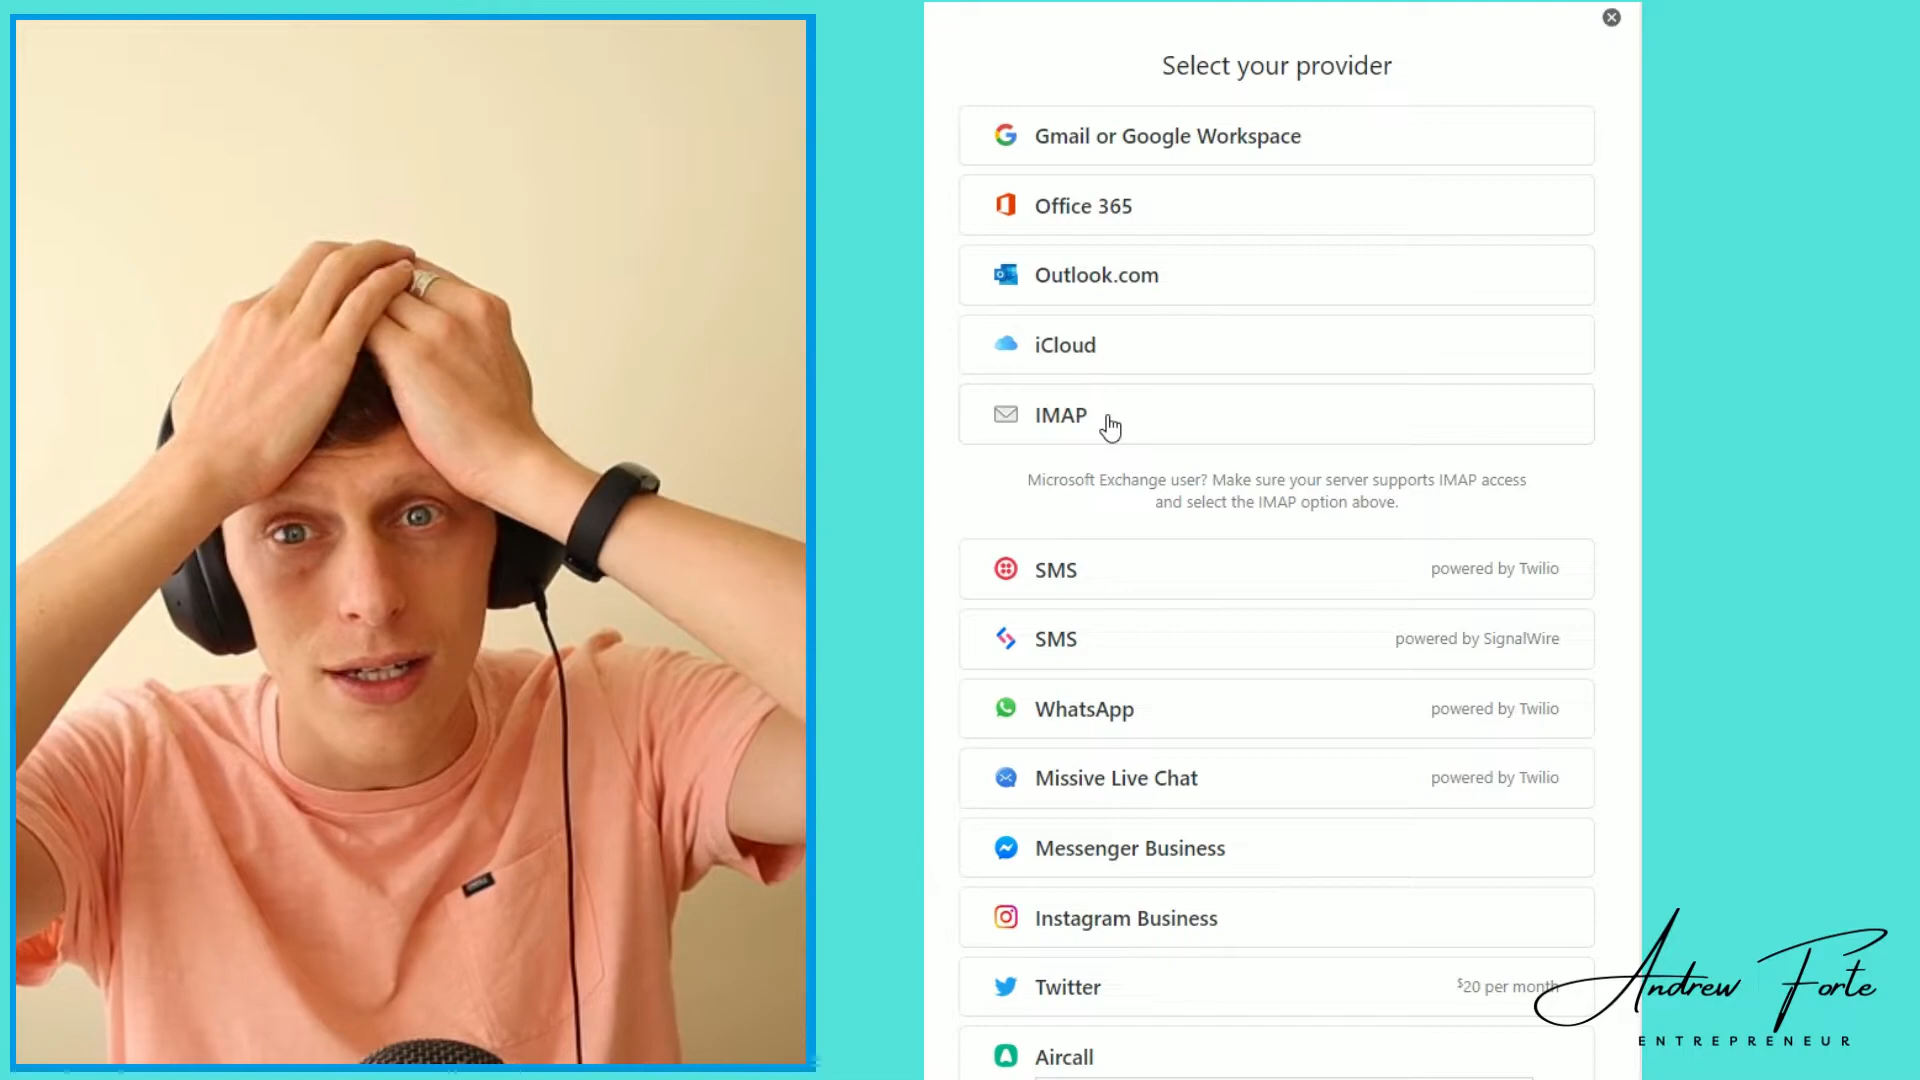 Select your provider
Gmail or Google Workspace
Office 365
Outlook.com
iCloud
IMAP
Microsoft Exchange user? Make sure your server supports IMAP access
and select the IMAP option above.
SMS powered by Twilio
SMS powered by SignalWire
WhatsApp powered by Twilio
Missive Live Chat powered by Twilio
Messenger Business
Instagram Business
Twitter $20 per month
Aircall
Andrew Forte
ENTREPRENEUR